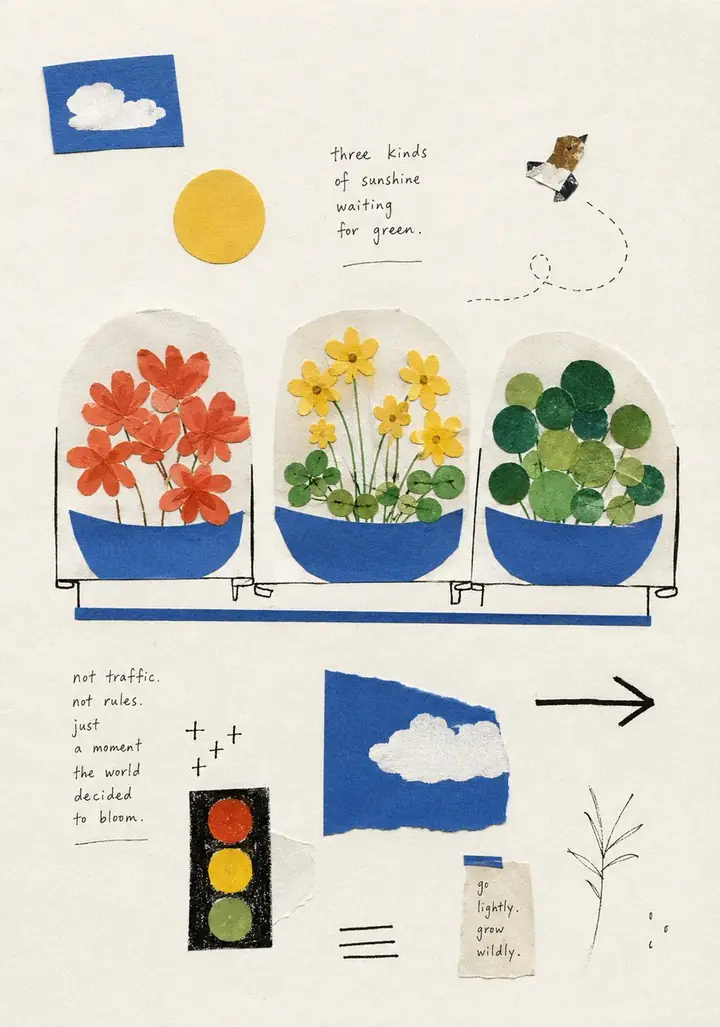 three kinds
of sunshine
waiting
for green.
not traffic.
not rules.
just
a moment
the world
decided
to bloom.
go
lightly.
grow
wildly.